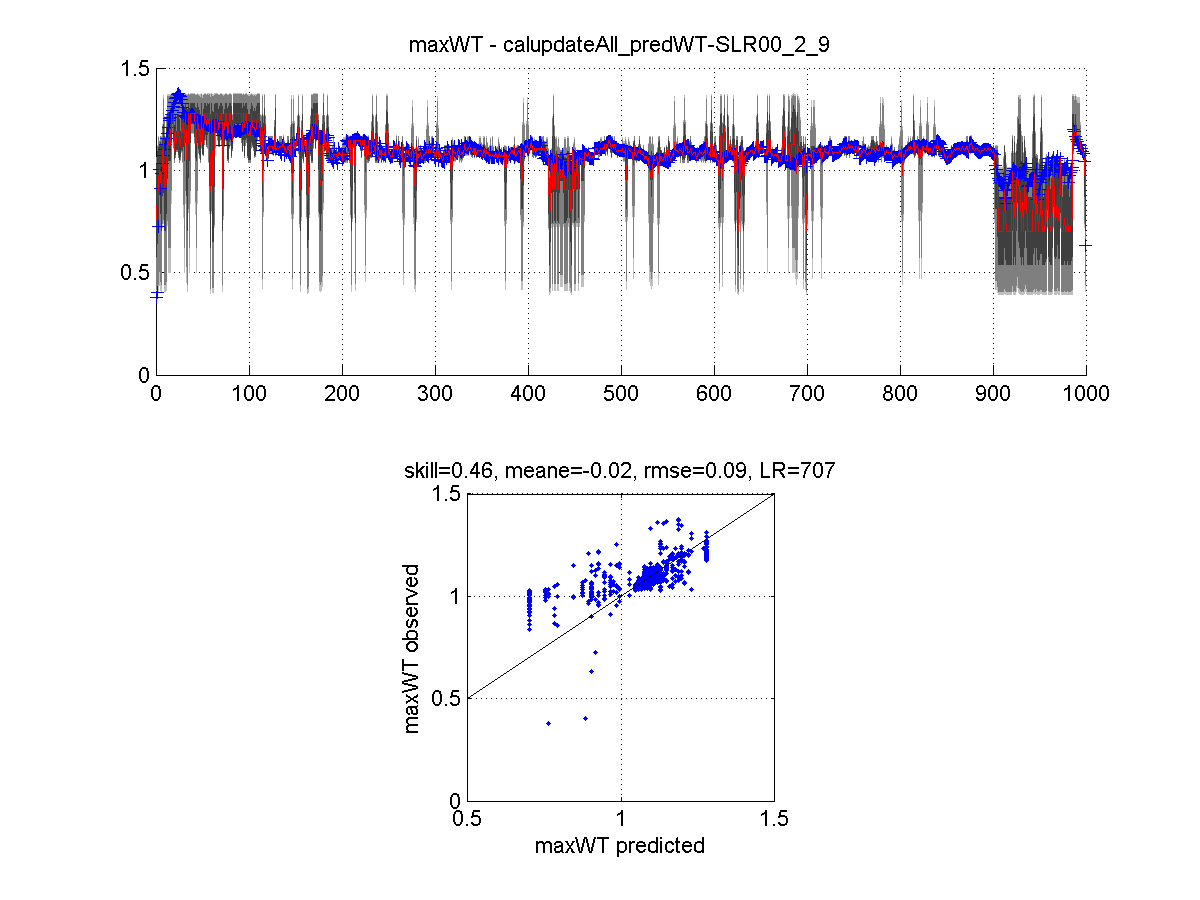 maxWT - calupdateAll_predWT-SLR00_2_9
1.5
1
0.5
0
0 100 200 300 400 500 600 700 800 900 1000
skill=0.46, meane=-0.02, rmse=0.09, LR=707
1.5
1
0.5
0
maxWT observed
0.5 1 1.5
maxWT predicted